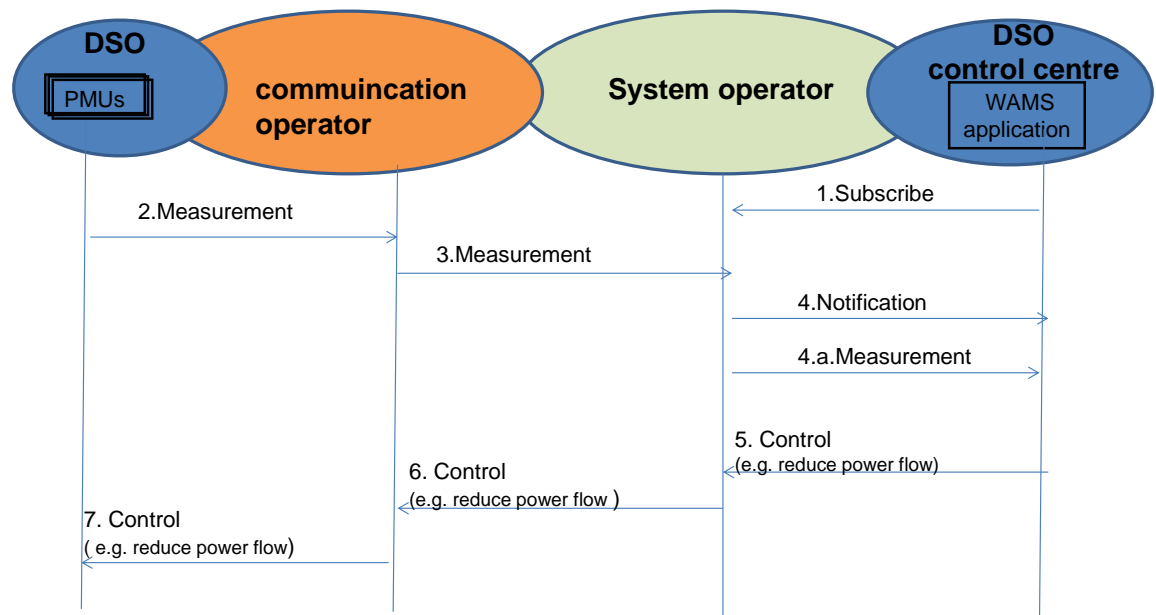 DSO
PMUs
commuincation
operator
System operator
DSO
control centre
WAMS
application
1.Subscribe
2.Measurement
3.Measurement
4.Notification
4.a.Measurement
5. Control
(e.g. reduce power flow)
6. Control
(e.g. reduce power flow )
7. Control
( e.g. reduce power flow)